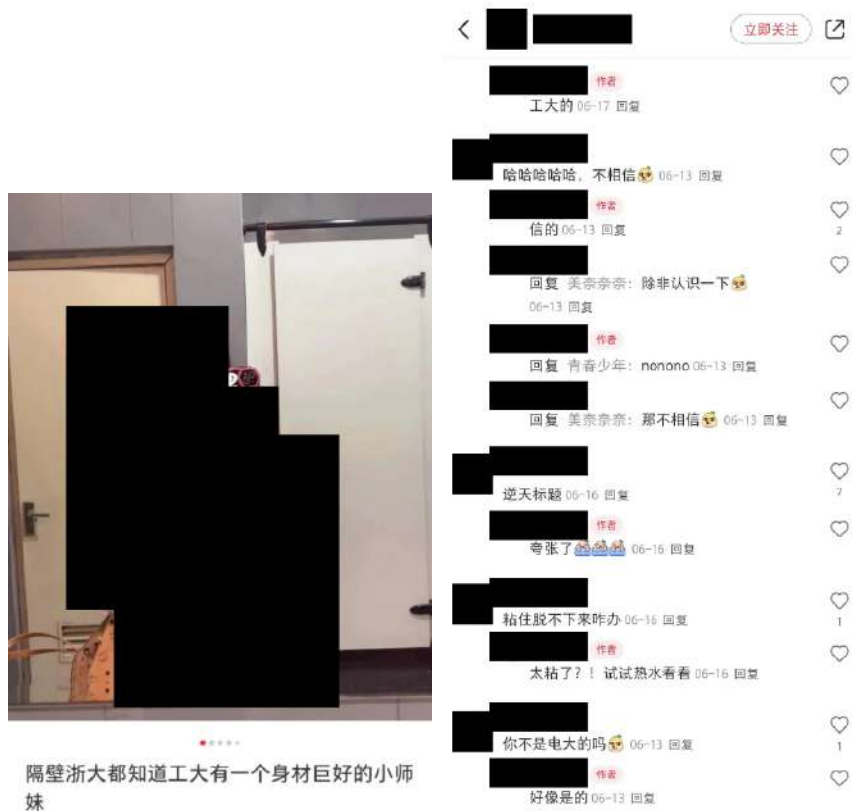 隔壁浙大都知道工大有一个身材巨好的小师
妹
立即关注
作者
工大的 06-17 回复
哈哈哈哈哈，不相信 06-13 回复
作者
信的 06-13 回复
2
回复 美奈奈奈：除非认识一下
06-13 回复
作者
回复 青春少年：nonono 06-13 回复
回复 美奈奈奈：那不相信 06-13 回复
逆天标题 06-16 回复
7
作者
夸张了 06-16 回复
粘住脱不下来咋办 06-16 回复
1
作者
太粘了？！试试热水看看 06-16 回复
你不是电大的吗 06-13 回复
1
作者
好像是的 06-13 回复